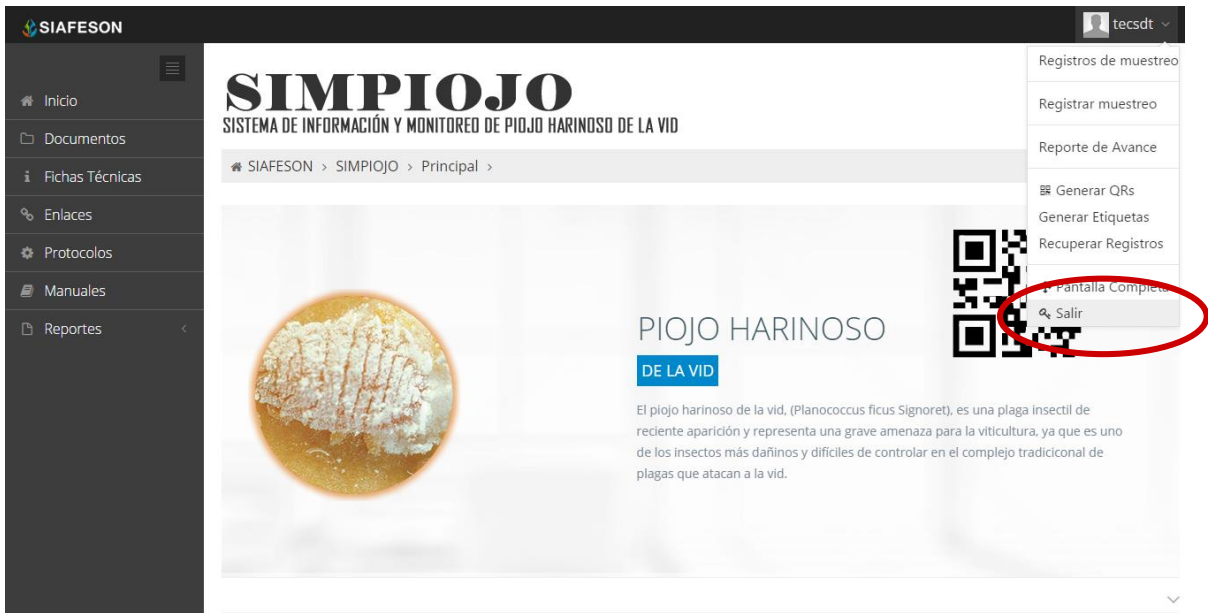 SIAFESON
tecsdt
Registros de muestreo
Registrar muestreo
Reporte de Avance
Generar QRs
Generar Etiquetas
Recuperar Registros
Pantalla Completa
Salir
Inicio
Documentos
Fichas Técnicas
Enlaces
Protocolos
Manuales
Reportes
SIMPIOJO
SISTEMA DE INFORMACIÓN Y MONITOREO DE PIOJO HARINOSO DE LA VID
SIAFESON > SIMPIOJO > Principal >
PIOJO HARINOSO
DE LA VID
El piojo harinoso de la vid, (Planococcus ficus Signoret), es una plaga insectil de
reciente aparición y representa una grave amenaza para la viticultura, ya que es uno
de los insectos más dañinos y difíciles de controlar en el complejo tradiciconal de
plagas que atacan a la vid.